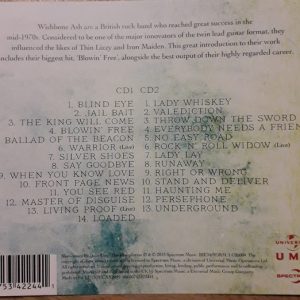 Wishbone Ash are a British rock band who reached great success in the
mid-1970s. Considered to be one of the major innovators of the twin lead guitar format, they
influenced the likes of Thin Lizzy and Iron Maiden. This great introduction to their work
includes their biggest hit, 'Blowin' Free', alongside the best output of their highly regarded career.
CD1
1. BLIND EYE
2. JAIL BAIT
3. THE KING WILL COME
4. BLOWIN' FREE
BALLAD OF THE BEACON
6. WARRIOR (Live)
7. SILVER SHOES
8. SAY GOODBYE
9. WHEN YOU KNOW LOVE
10. FRONT PAGE NEWS
11. YOU SEE RED
12. MASTER OF DISGUISE
13. LIVING PROOF (Live)
14. LOADED
CD2
1. LADY WHISKEY
2. VALEDICTION
3. THROW DOWN THE SWORD
4. EVERYBODY NEEDS A FRIEND
5. NO EASY ROAD
6. ROCK 'N' ROLL WIDOW (Live)
7. LADY LAY
8. RUNAWAY
9. RIGHT OR WRONG
10. STAND AND DELIVER
11. HAUNTING ME
12. PERSEPHONE
13. UNDERGROUND
53 42244
UNIVERSAL
UM
SPECTRUM